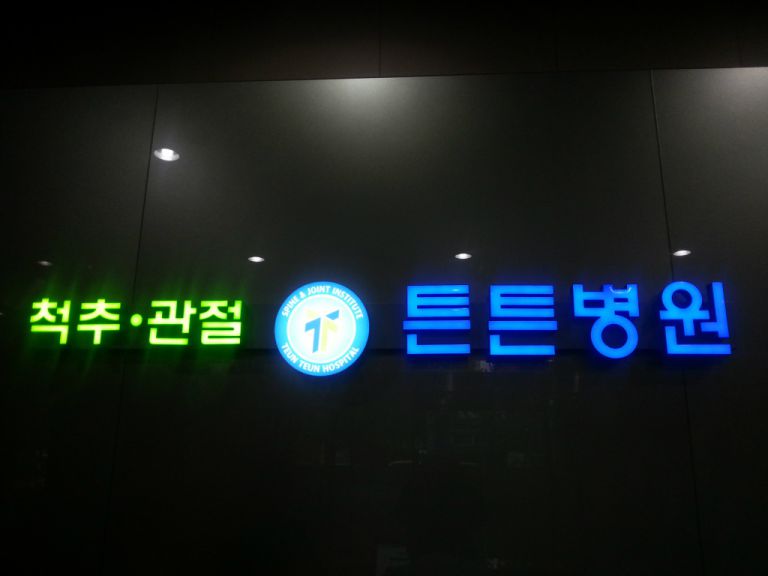 척추·관절
SPINE & JOINT INSTITUTE
TEUN TEUN HOSPITAL
튼튼병원